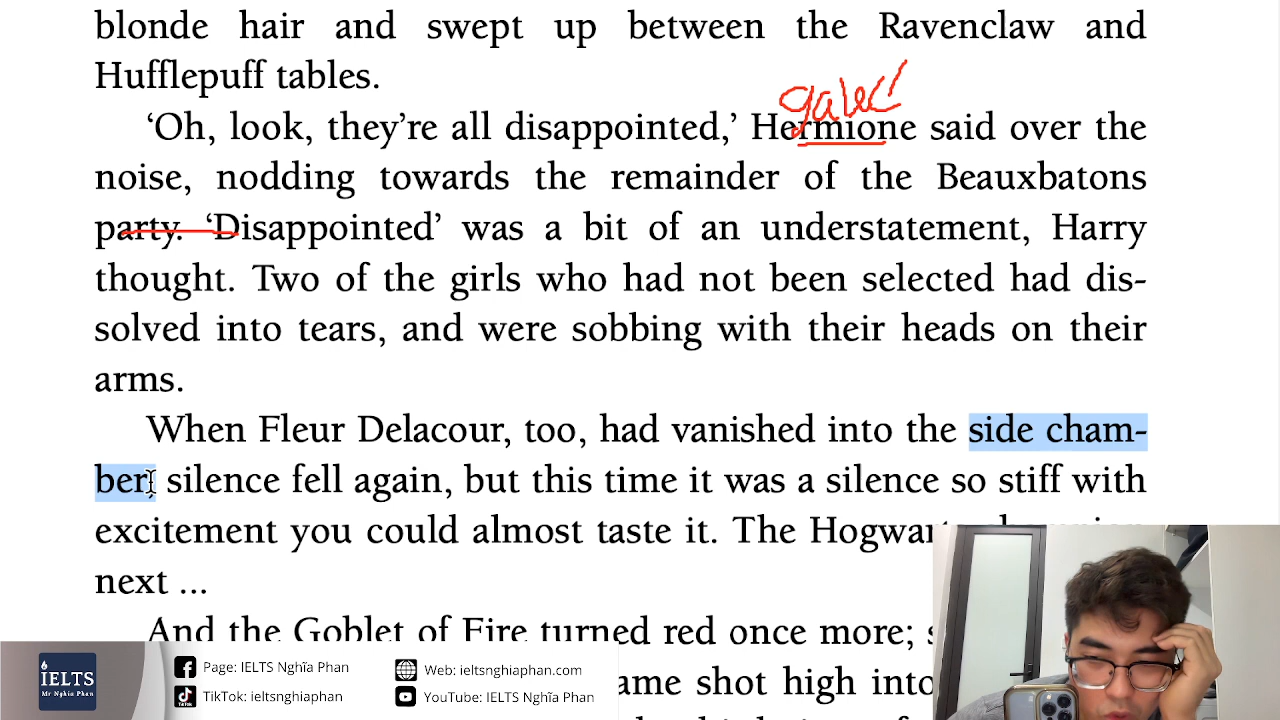 blonde hair and swept up between the Ravenclaw and
Hufflepuff tables.
‘Oh, look, they’re all disappointed,’ Hermione said over the
noise, nodding towards the remainder of the Beauxbatons
party. ‘Disappointed’ was a bit of an understatement, Harry
thought. Two of the girls who had not been selected had dis-
solved into tears, and were sobbing with their heads on their
arms.
When Fleur Delacour, too, had vanished into the side cham-
ber, silence fell again, but this time it was a silence so stiff with
excitement you could almost taste it. The
next ...
And the Goblet of Fire turned red once more;
ame shot high into
IELTS
Mr Nghia Phan
Page: IELTS Nghĩa Phan
TikTok: ieltsnghiaphan
Web: ieltsnghiaphan.com
YouTube: IELTS Nghĩa Phan